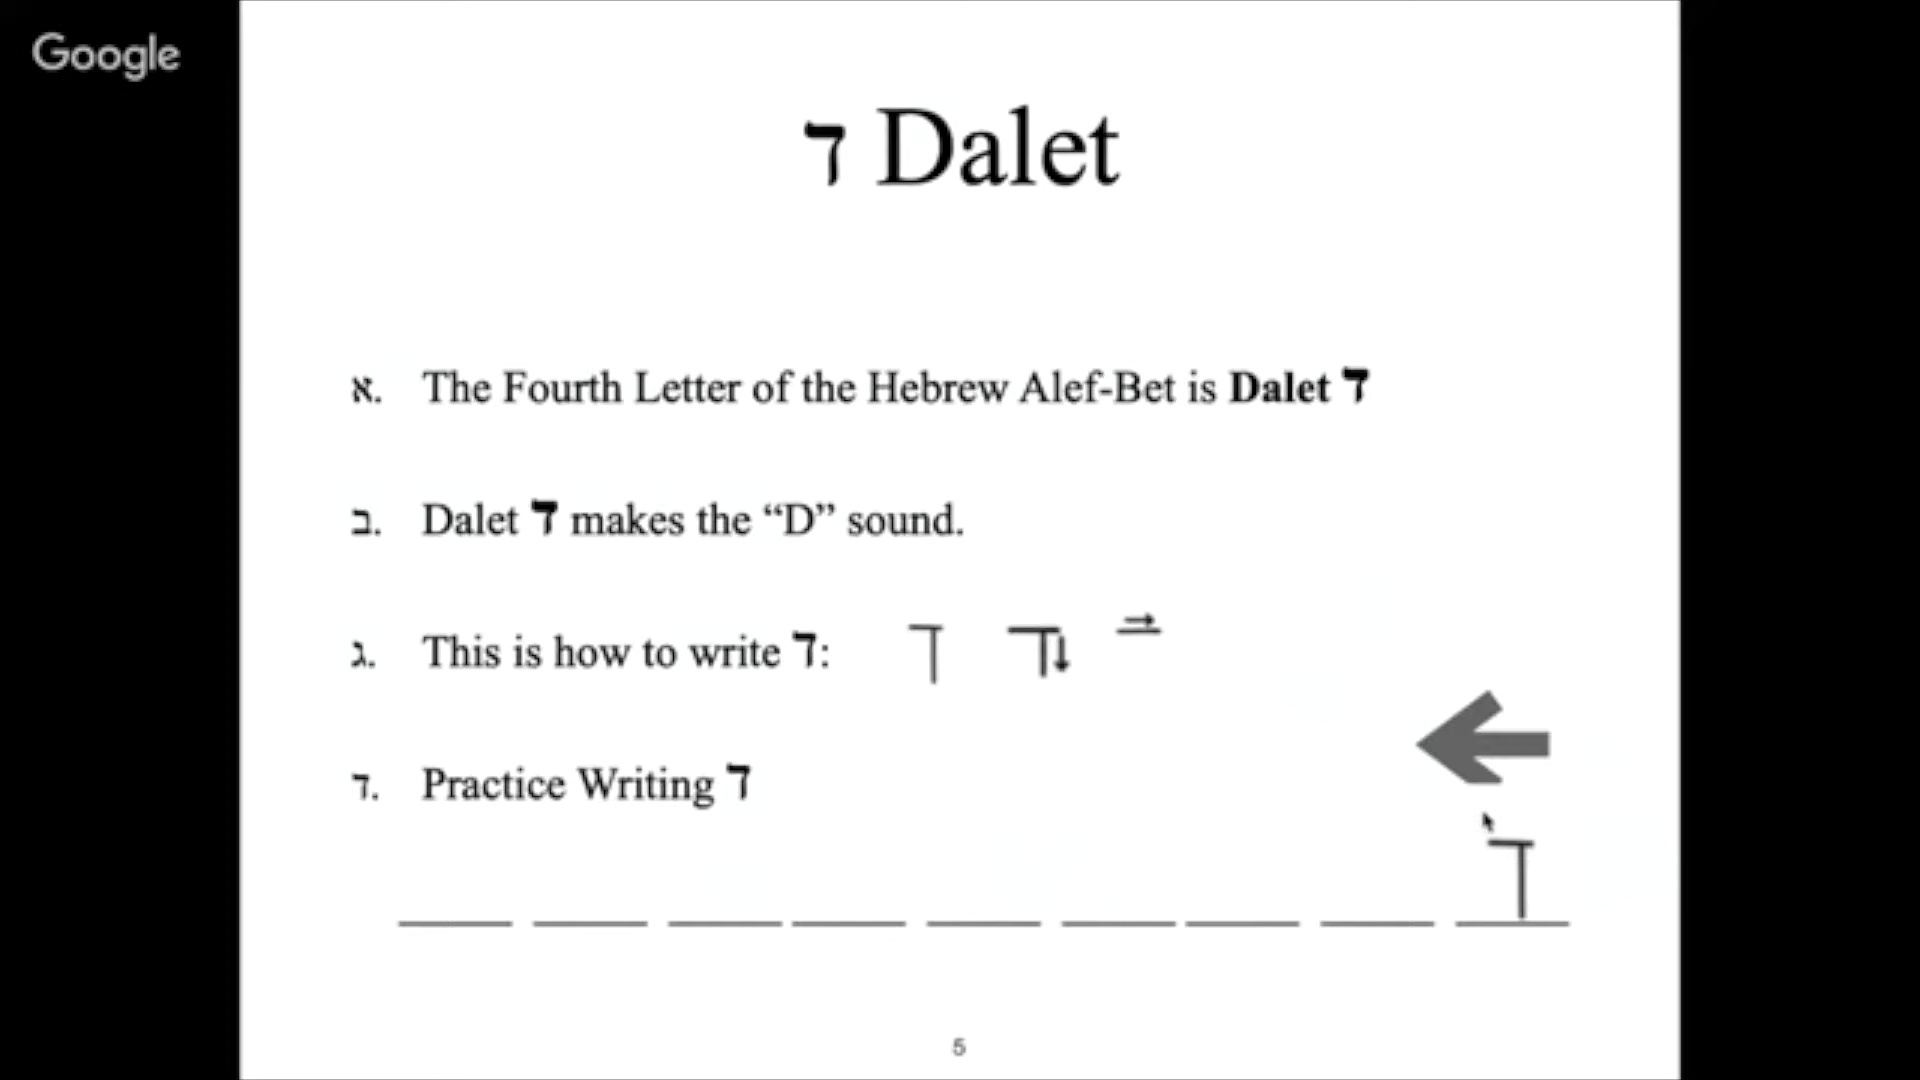 Google
ד Dalet
א. The Fourth Letter of the Hebrew Alef-Bet is Dalet ד
ב. Dalet ד makes the “D” sound.
ג. This is how to write ד:
ד. Practice Writing ד
ד
5